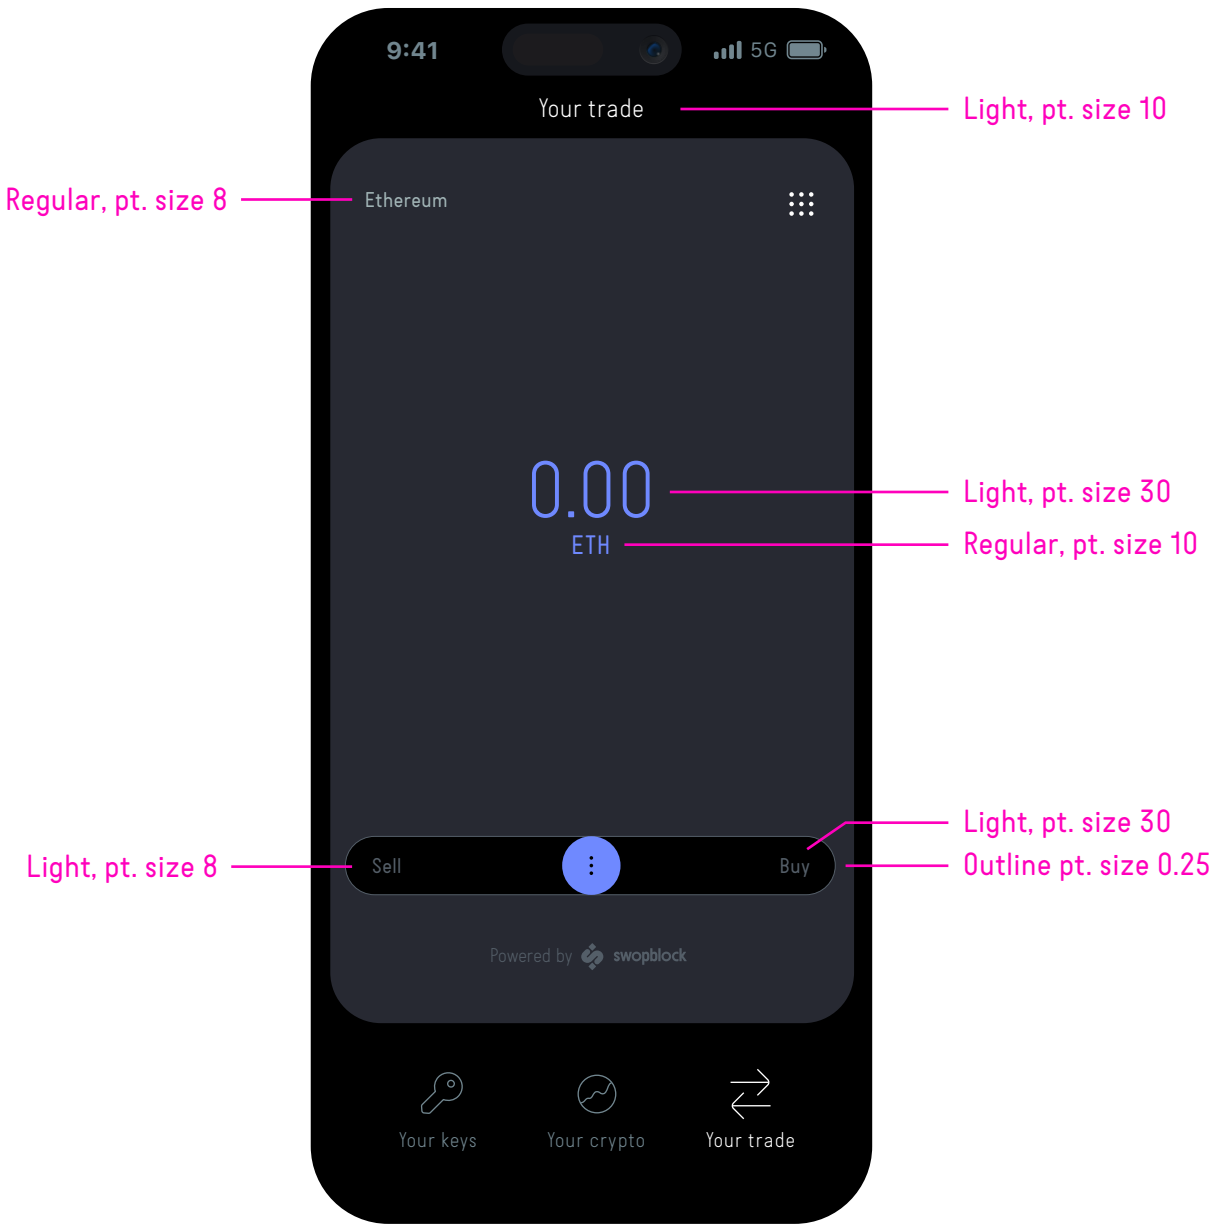 9:41
5G
Your trade
Light, pt. size 10
Regular, pt. size 8
Ethereum
0.00
Light, pt. size 30
ETH
Regular, pt. size 10
Light, pt. size 30
Light, pt. size 8
Sell
Buy
Outline pt. size 0.25
Powered by swopblock
Your keys
Your crypto
Your trade